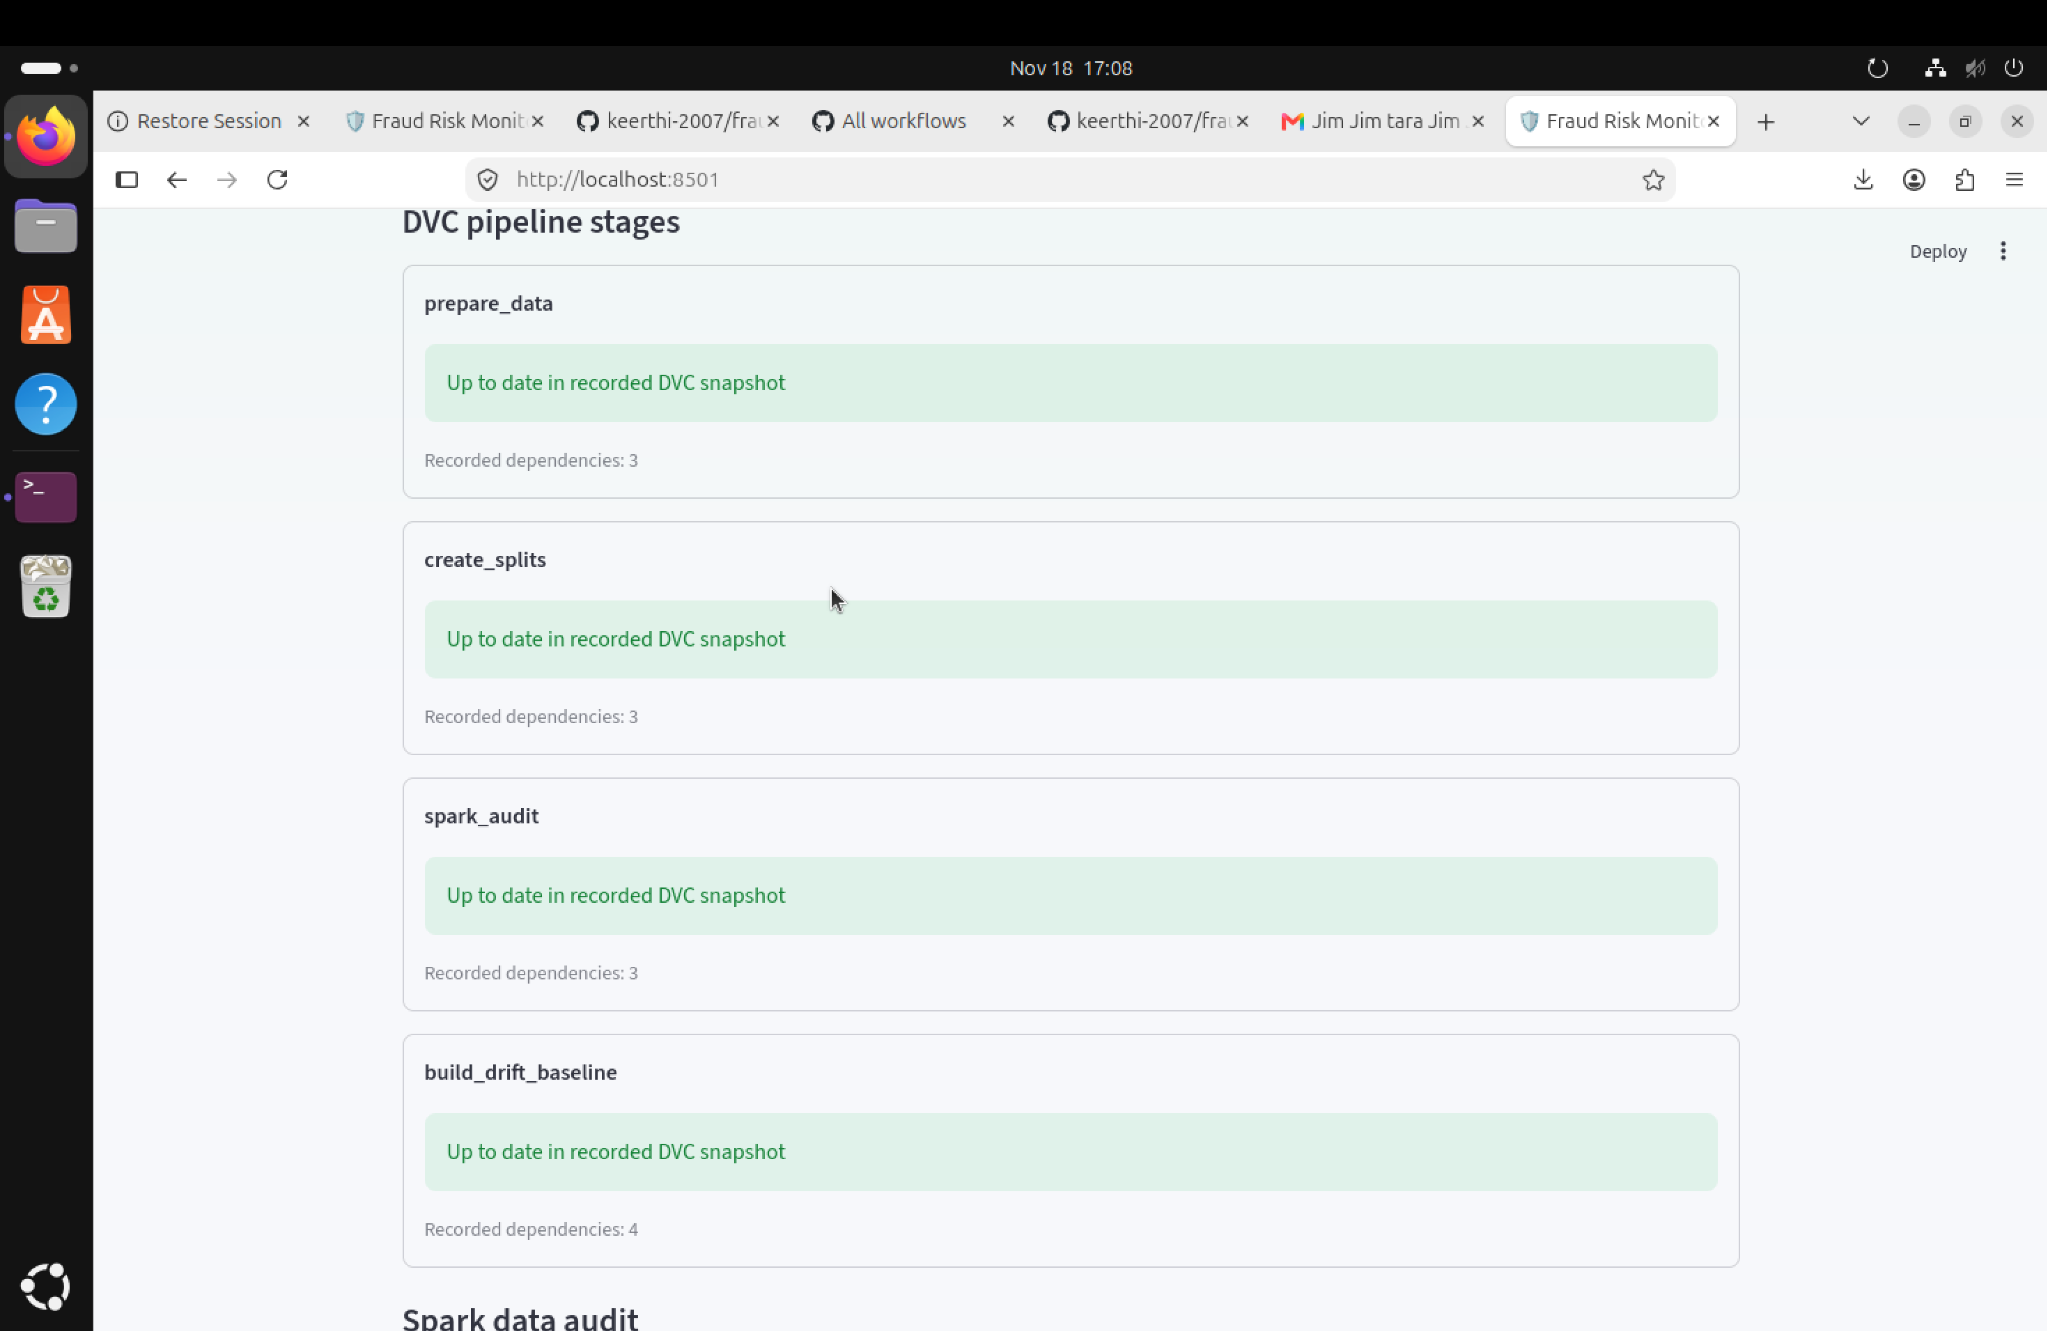 Nov 18 17:08
Restore Session
Fraud Risk Monit
keerthi-2007/fra
All workflows
keerthi-2007/fra
Jim Jim tara Jim
Fraud Risk Monit
http://localhost:8501
Deploy
DVC pipeline stages
prepare_data
Up to date in recorded DVC snapshot
Recorded dependencies: 3
create_splits
Up to date in recorded DVC snapshot
Recorded dependencies: 3
spark_audit
Up to date in recorded DVC snapshot
Recorded dependencies: 3
build_drift_baseline
Up to date in recorded DVC snapshot
Recorded dependencies: 4
Spark data audit